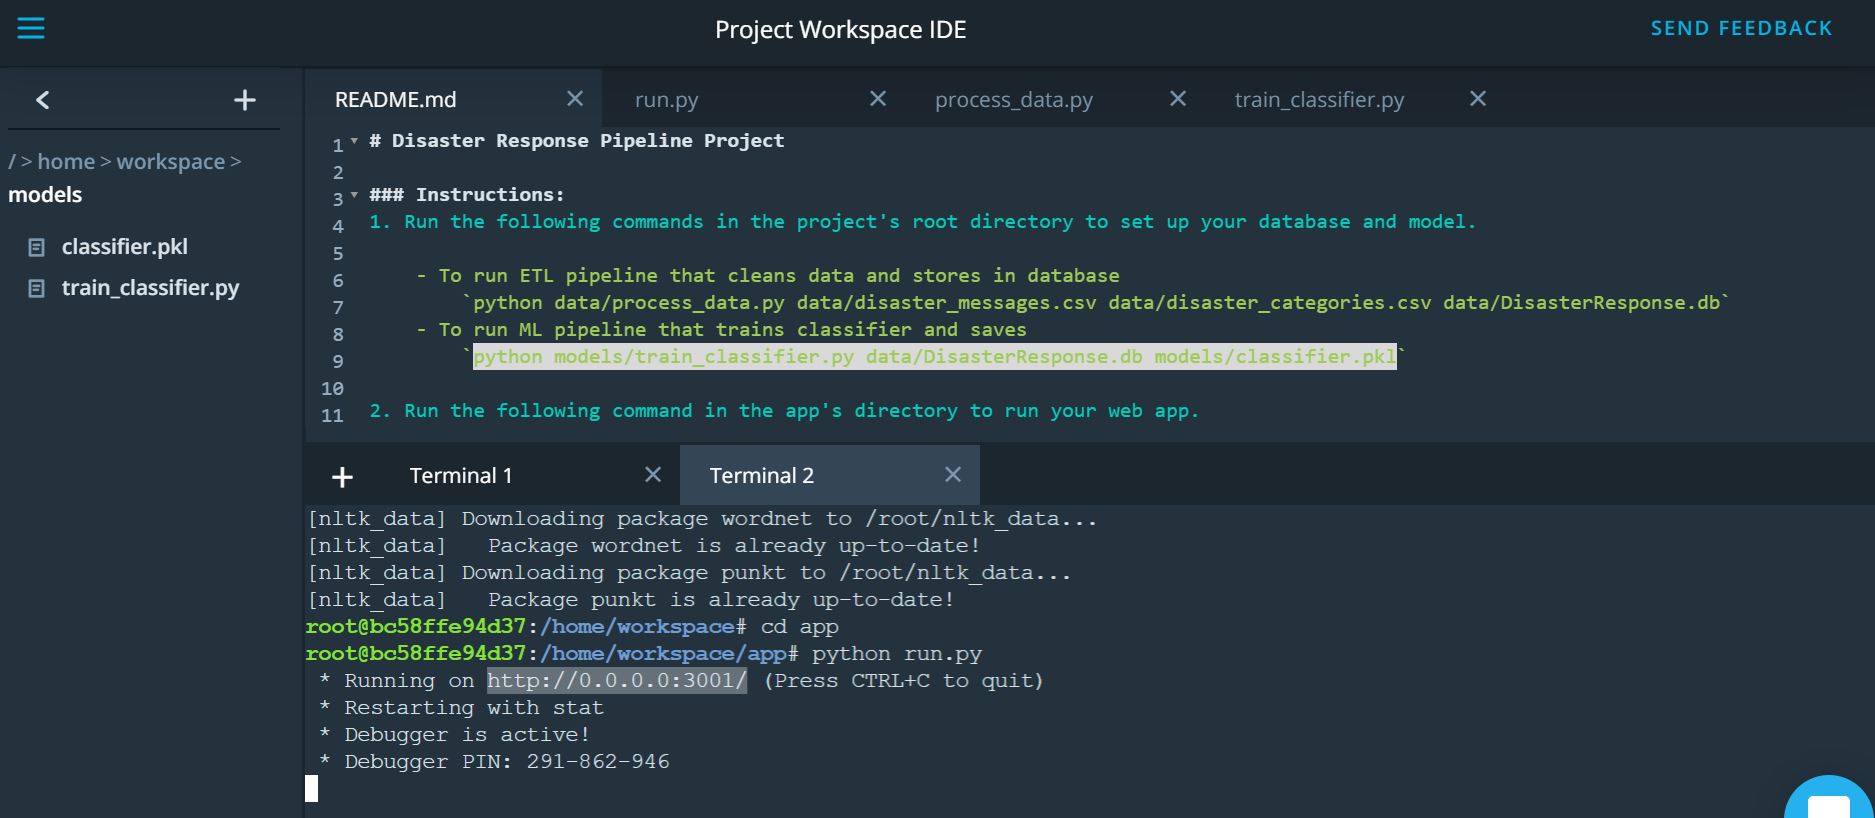 Project Workspace IDE
SEND FEEDBACK
/ > home > workspace >
models
classifier.pkl
train_classifier.py
README.md
run.py
process_data.py
train_classifier.py
1 # Disaster Response Pipeline Project
2
3 ### Instructions:
4 1. Run the following commands in the project's root directory to set up your database and model.
5
6 - To run ETL pipeline that cleans data and stores in database
7 `python data/process_data.py data/disaster_messages.csv data/disaster_categories.csv data/DisasterResponse.db`
8 - To run ML pipeline that trains classifier and saves
9 `python models/train_classifier.py data/DisasterResponse.db models/classifier.pkl`
10
11 2. Run the following command in the app's directory to run your web app.
Terminal 1
Terminal 2
[nltk_data] Downloading package wordnet to /root/nltk_data...
[nltk_data]   Package wordnet is already up-to-date!
[nltk_data] Downloading package punkt to /root/nltk_data...
[nltk_data]   Package punkt is already up-to-date!
root@bc58ffe94d37:/home/workspace# cd app
root@bc58ffe94d37:/home/workspace/app# python run.py
 * Running on http://0.0.0.0:3001/ (Press CTRL+C to quit)
 * Restarting with stat
 * Debugger is active!
 * Debugger PIN: 291-862-946